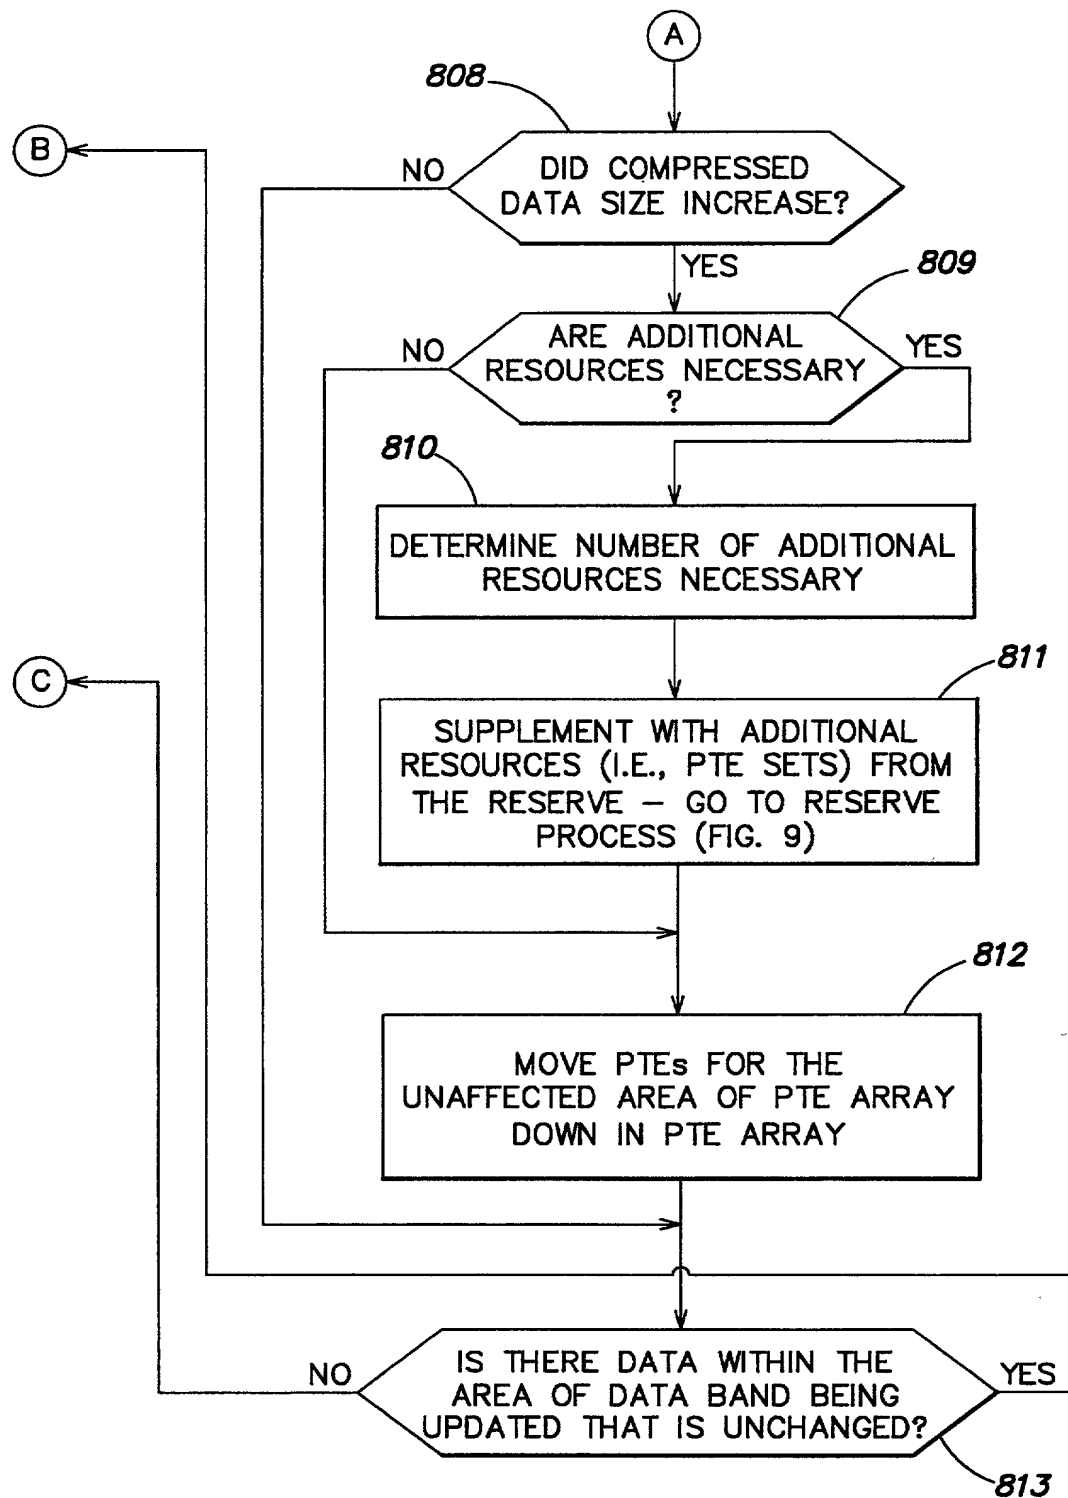 A
808
B
NO
DID COMPRESSED
DATA SIZE INCREASE?
YES
809
NO
ARE ADDITIONAL
RESOURCES NECESSARY
?
YES
810
DETERMINE NUMBER OF ADDITIONAL
RESOURCES NECESSARY
C
811
SUPPLEMENT WITH ADDITIONAL
RESOURCES (I.E., PTE SETS) FROM
THE RESERVE – GO TO RESERVE
PROCESS (FIG. 9)
812
MOVE PTEs FOR THE
UNAFFECTED AREA OF PTE ARRAY
DOWN IN PTE ARRAY
NO
IS THERE DATA WITHIN THE
AREA OF DATA BAND BEING
UPDATED THAT IS UNCHANGED?
YES
813